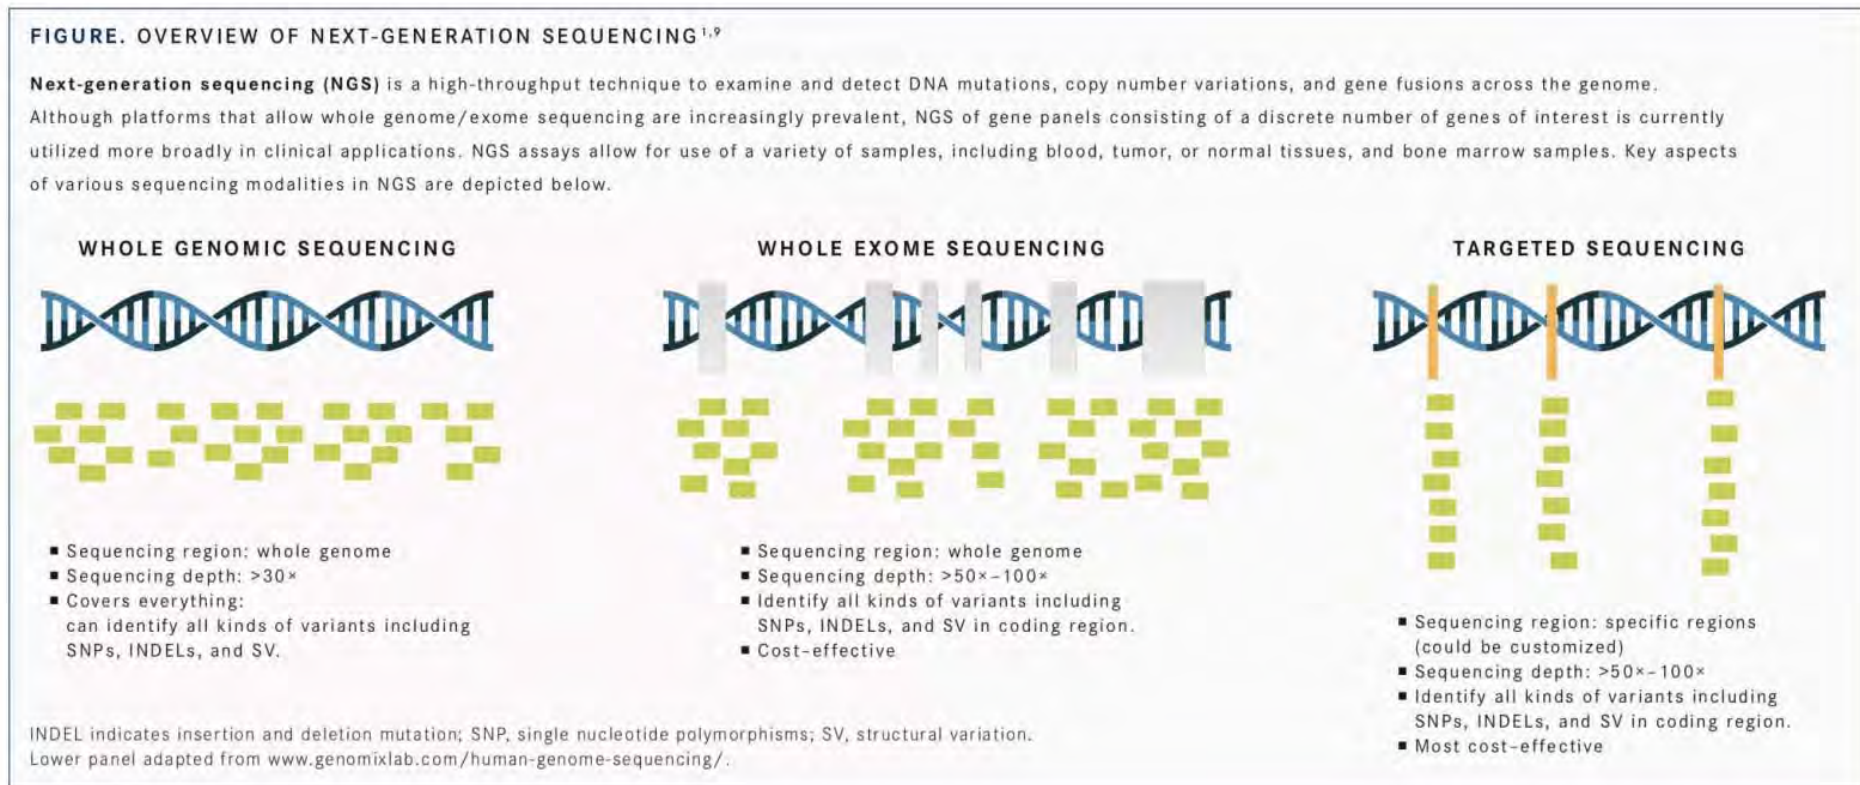 FIGURE. OVERVIEW OF NEXT-GENERATION SEQUENCING1,9
Next-generation sequencing (NGS) is a high-throughput technique to examine and detect DNA mutations, copy number variations, and gene fusions across the genome.
Although platforms that allow whole genome/exome sequencing are increasingly prevalent, NGS of gene panels consisting of a discrete number of genes of interest is currently
utilized more broadly in clinical applications. NGS assays allow for use of a variety of samples, including blood, tumor, or normal tissues, and bone marrow samples. Key aspects
of various sequencing modalities in NGS are depicted below.
WHOLE GENOMIC SEQUENCING
■ Sequencing region: whole genome
■ Sequencing depth: >30×
■ Covers everything:
can identify all kinds of variants including
SNPs, INDELs, and SV.
WHOLE EXOME SEQUENCING
■ Sequencing region: whole genome
■ Sequencing depth: >50×–100×
■ Identify all kinds of variants including
SNPs, INDELs, and SV in coding region.
■ Cost-effective
TARGETED SEQUENCING
■ Sequencing region: specific regions
(could be customized)
■ Sequencing depth: >50×–100×
■ Identify all kinds of variants including
SNPs, INDELs, and SV in coding region.
■ Most cost-effective
INDEL indicates insertion and deletion mutation; SNP, single nucleotide polymorphisms; SV, structural variation.
Lower panel adapted from www.genomixlab.com/human-genome-sequencing/.